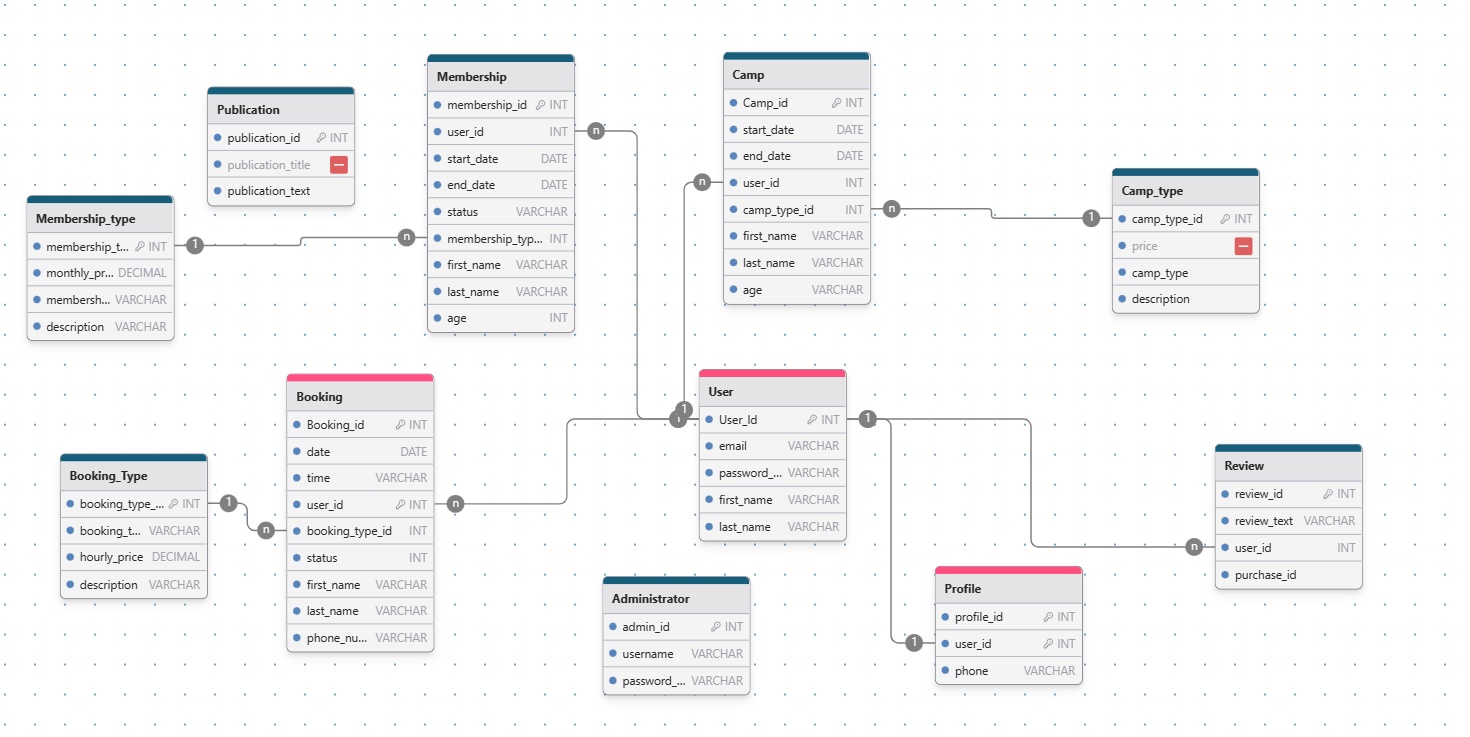 Membership
membership_id INT
user_id INT
start_date DATE
end_date DATE
status VARCHAR
membership_typ... INT
first_name VARCHAR
last_name VARCHAR
age INT
Camp
Camp_id INT
start_date DATE
end_date DATE
user_id INT
camp_type_id INT
first_name VARCHAR
last_name VARCHAR
age VARCHAR
Publication
publication_id INT
publication_title
publication_text
Camp_type
camp_type_id INT
price
camp_type
description
Membership_type
membership_t... INT
monthly_pr... DECIMAL
membersh... VARCHAR
description VARCHAR
n
n
n
1
1
n
1
1
n
1
n
1
n
1
Booking
Booking_id INT
date DATE
time VARCHAR
user_id INT
booking_type_id INT
status INT
first_name VARCHAR
last_name VARCHAR
phone_nu... VARCHAR
User
User_Id INT
email VARCHAR
password_... VARCHAR
first_name VARCHAR
last_name VARCHAR
Booking_Type
booking_type_... INT
booking_t... VARCHAR
hourly_price DECIMAL
description VARCHAR
Review
review_id INT
review_text VARCHAR
user_id INT
purchase_id
Administrator
admin_id INT
username VARCHAR
password_... VARCHAR
Profile
profile_id INT
user_id INT
phone VARCHAR